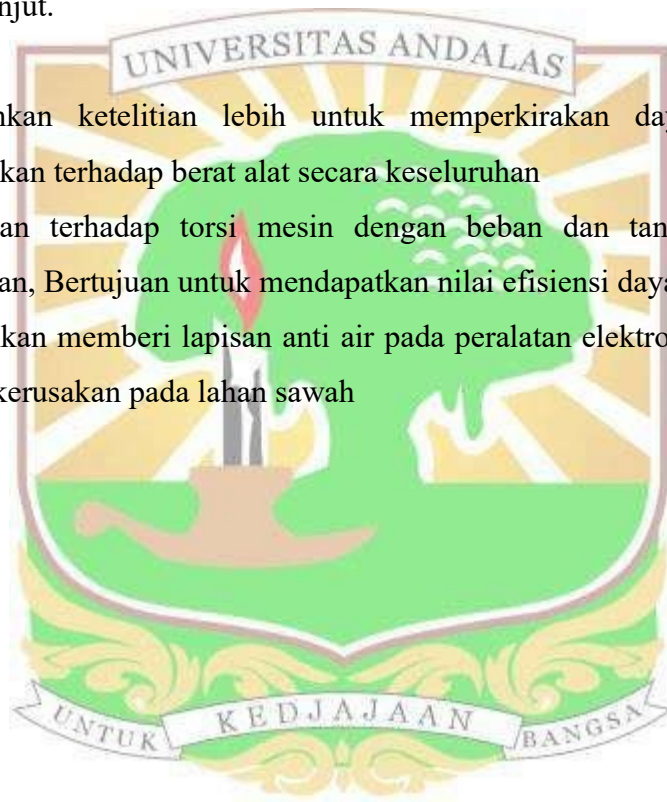 njut.
UNIVERSITAS ANDALAS
nkan ketelitian lebih untuk memperkirakan day
kan terhadap berat alat secara keseluruhan
an terhadap torsi mesin dengan beban dan tan
an, Bertujuan untuk mendapatkan nilai efisiensi daya
kan memberi lapisan anti air pada peralatan elektro
kerusakan pada lahan sawah
UNTUK KEDJAJAAN BANGSA